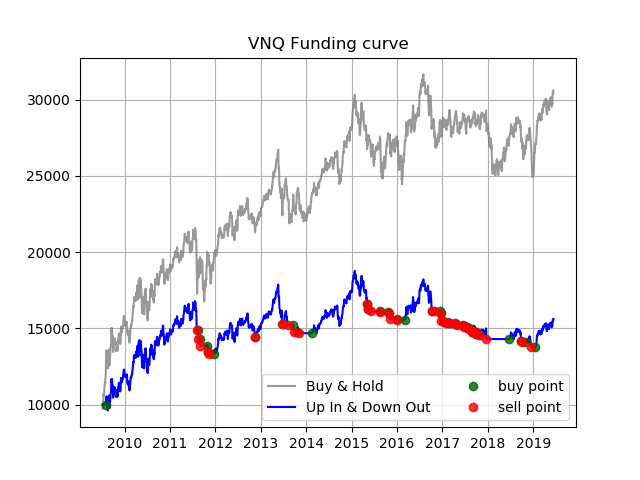 VNQ Funding curve
30000
25000
20000
15000
10000
Buy & Hold
Up In & Down Out
buy point
sell point
2010 2011 2012 2013 2014 2015 2016 2017 2018 2019